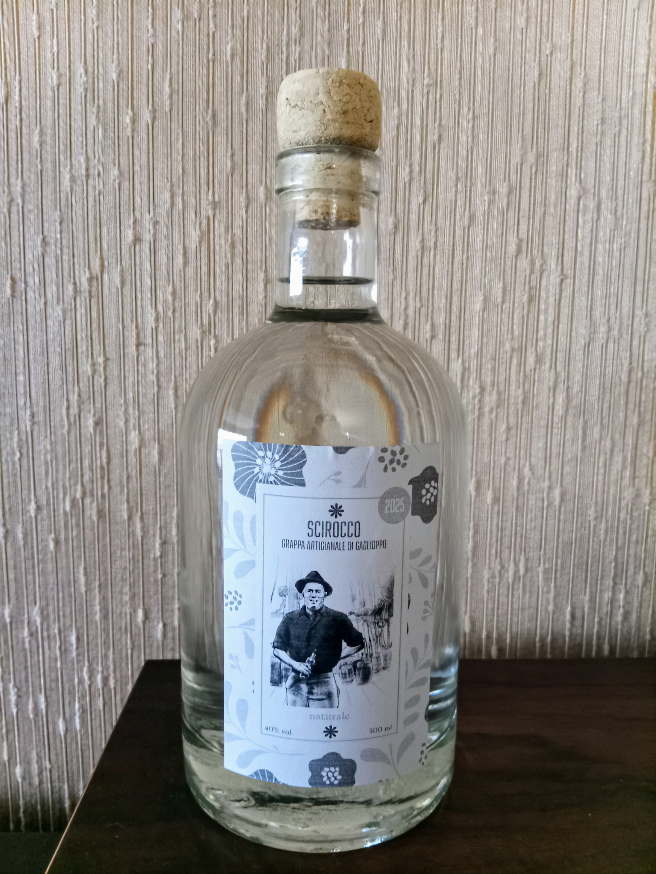 2025
SCIROCCO
GRAPPA ARTIGIANALE DI GAGLIOPPO
naturale
40% vol
500 ml